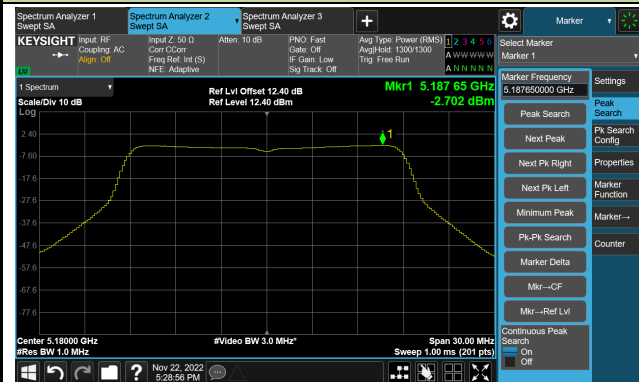 Spectrum Analyzer 1
Swept SA
Spectrum Analyzer 2
Swept SA
Spectrum Analyzer 3
Swept SA
Marker
KEYSIGHT
Input: RF
Coupling: AC
Align: Off
Input Z: 50 Ω
Corr CCorr
Freq Ref: Int (S)
NFE: Adaptive
Atten: 10 dB
PNO: Fast
Gate: Off
IF Gain: Low
Sig Track: Off
Avg Type: Power (RMS)
Avg|Hold: 1300/1300
Trig: Free Run
1 2 3 4 5 6
A W W W W W
A N N N N N
Select Marker
Marker 1
1 Spectrum
Scale/Div 10 dB
Log
Ref Lvl Offset 12.40 dB
Ref Level 12.40 dBm
Mkr1 5.187 65 GHz
-2.702 dBm
1
2.40
-7.60
-17.6
-27.6
-37.6
-47.6
-57.6
-67.6
-77.6
Center 5.18000 GHz
#Res BW 1.0 MHz
#Video BW 3.0 MHz*
Span 30.00 MHz
Sweep 1.00 ms (201 pts)
Marker Frequency
5.187650000 GHz
Peak Search
Next Peak
Next Pk Right
Next Pk Left
Minimum Peak
Pk-Pk Search
Marker Delta
Mkr→CF
Mkr→Ref Lvl
Continuous Peak
Search
On
Off
Settings
Peak
Search
Pk Search
Config
Properties
Marker
Function
Marker→
Counter
Nov 22, 2022
5:28:56 PM